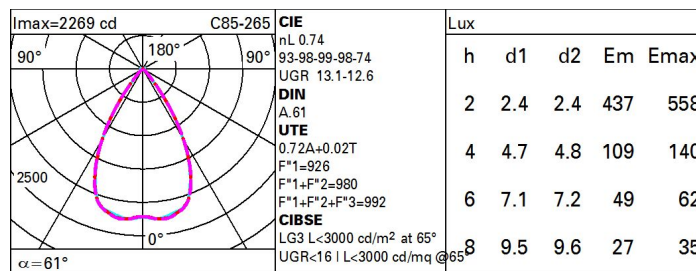 Imax=2269 cd C85-265
90° 180° 90°
2500
0°
α=61°
CIE
nL 0.74
93-98-99-98-74
UGR 13.1-12.6
DIN
A.61
UTE
0.72A+0.02T
F"1=926
F"1+F"2=980
F"1+F"2+F"3=992
CIBSE
LG3 L<3000 cd/m² at 65°
UGR<16 | L<3000 cd/mq @65°
Lux
h d1 d2 Em Emax
2 2.4 2.4 437 558
4 4.7 4.8 109 140
6 7.1 7.2 49 62
8 9.5 9.6 27 35